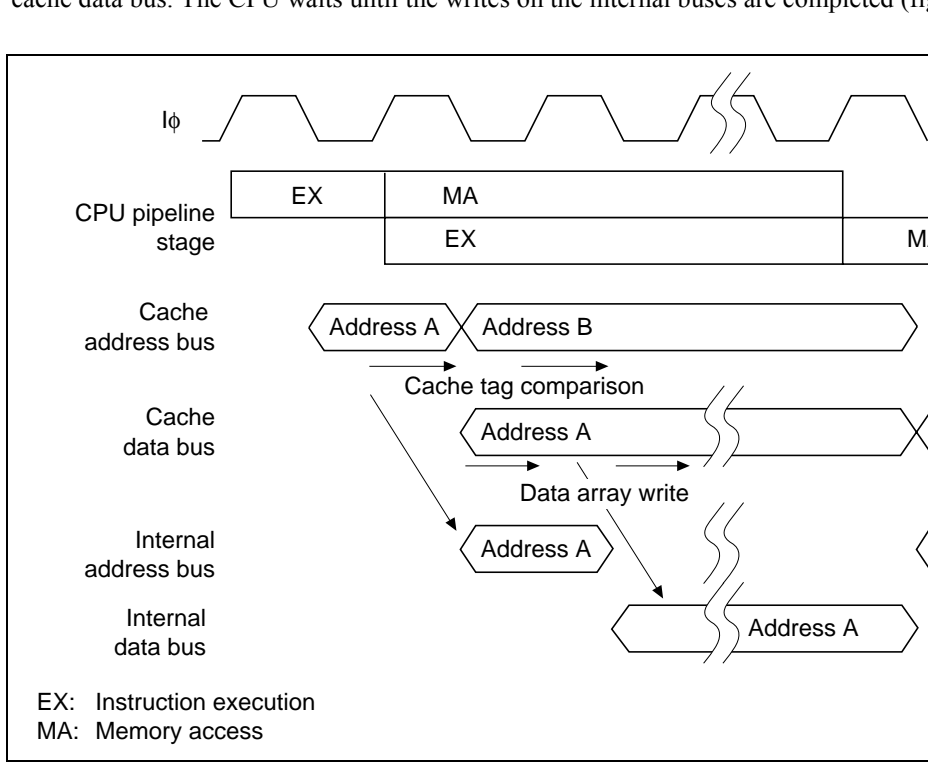 cache data bus. The CPU waits until the writes on the internal buses are completed
Iϕ
EX MA
CPU pipeline
stage
EX
Cache
address bus
Address A Address B
Cache tag comparison
Cache
data bus
Address A
Data array write
Internal
address bus
Address A
Internal
data bus
Address A
EX: Instruction execution
MA: Memory access